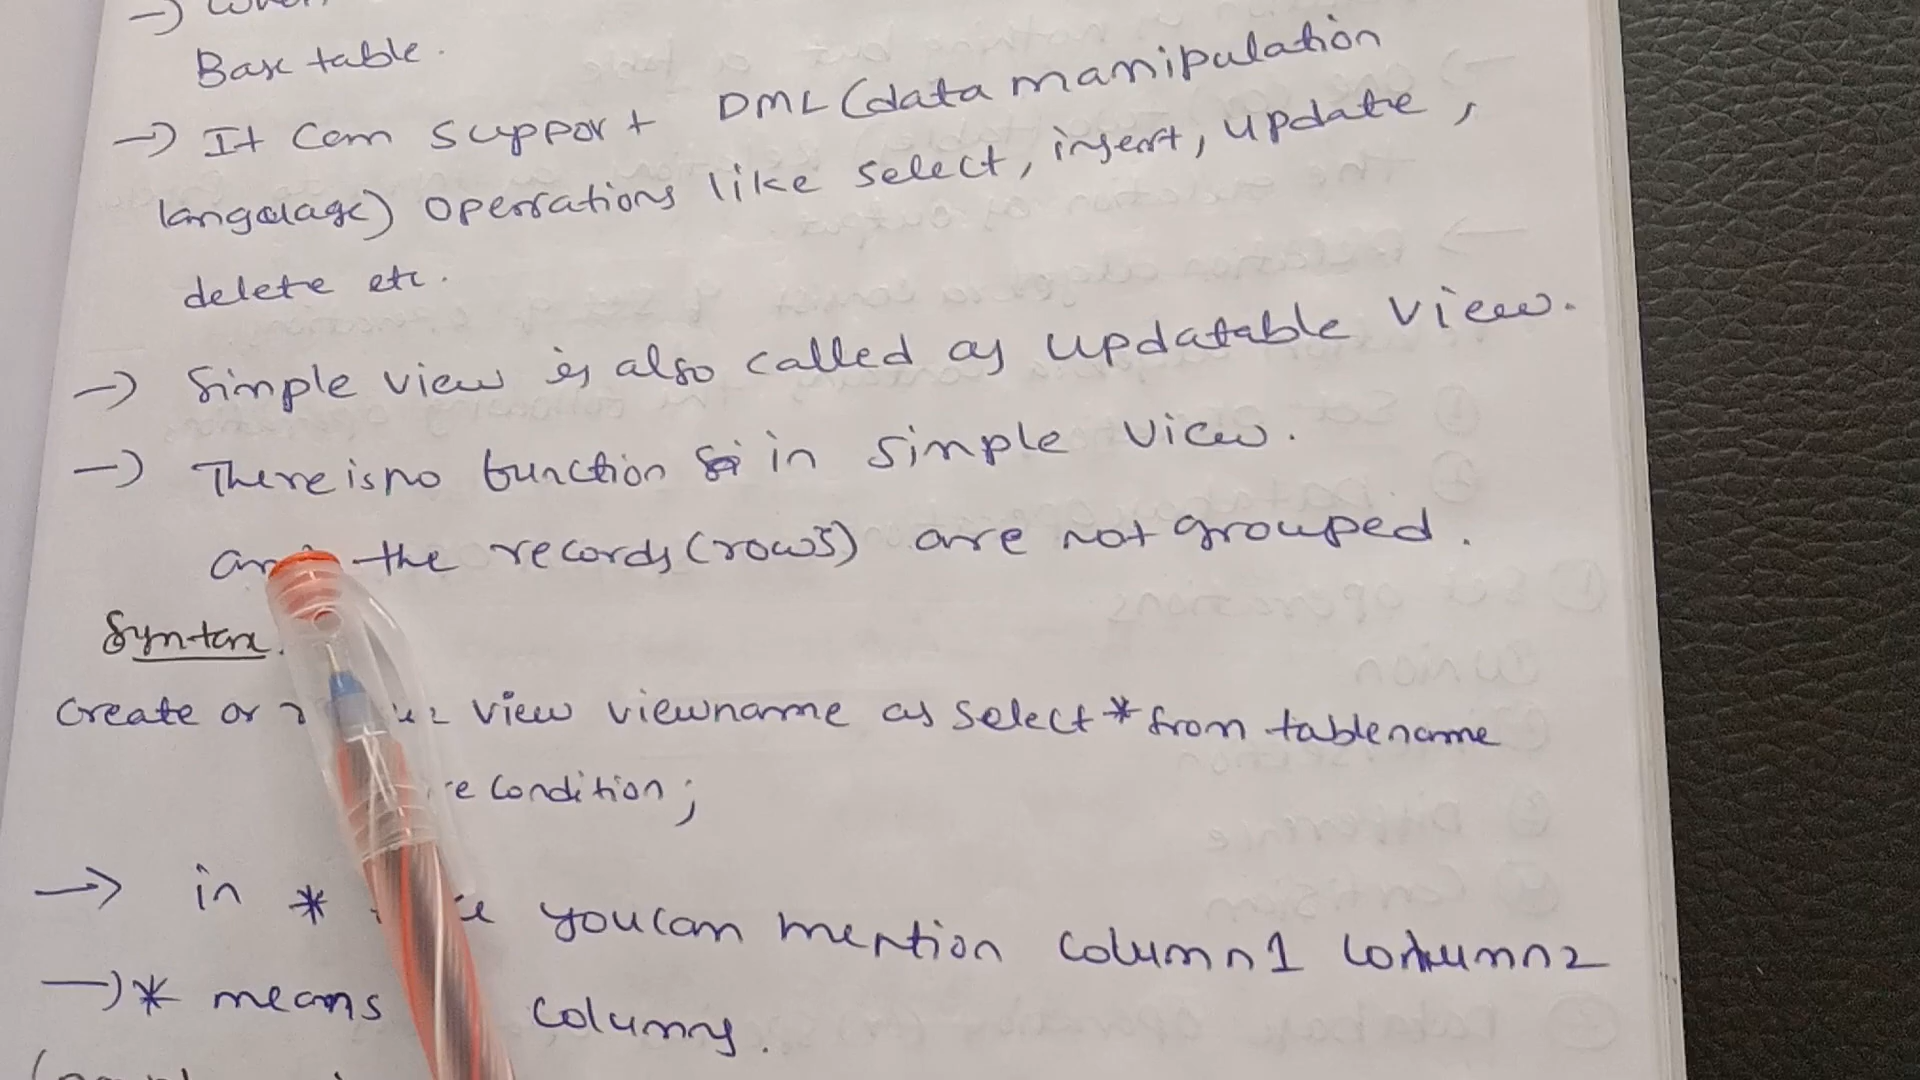 Base table.
→ It can support DML (data manipulation
language) operations like select, insert, update,
delete etc.
→ Simple view is also called as updatable view.
→ There is no function in simple view.
the records (rows) are not grouped.
Syntax.
Create or view viewname as select * from tablename
condition;
→ in * you can mention column1 column2
→ * means columns.